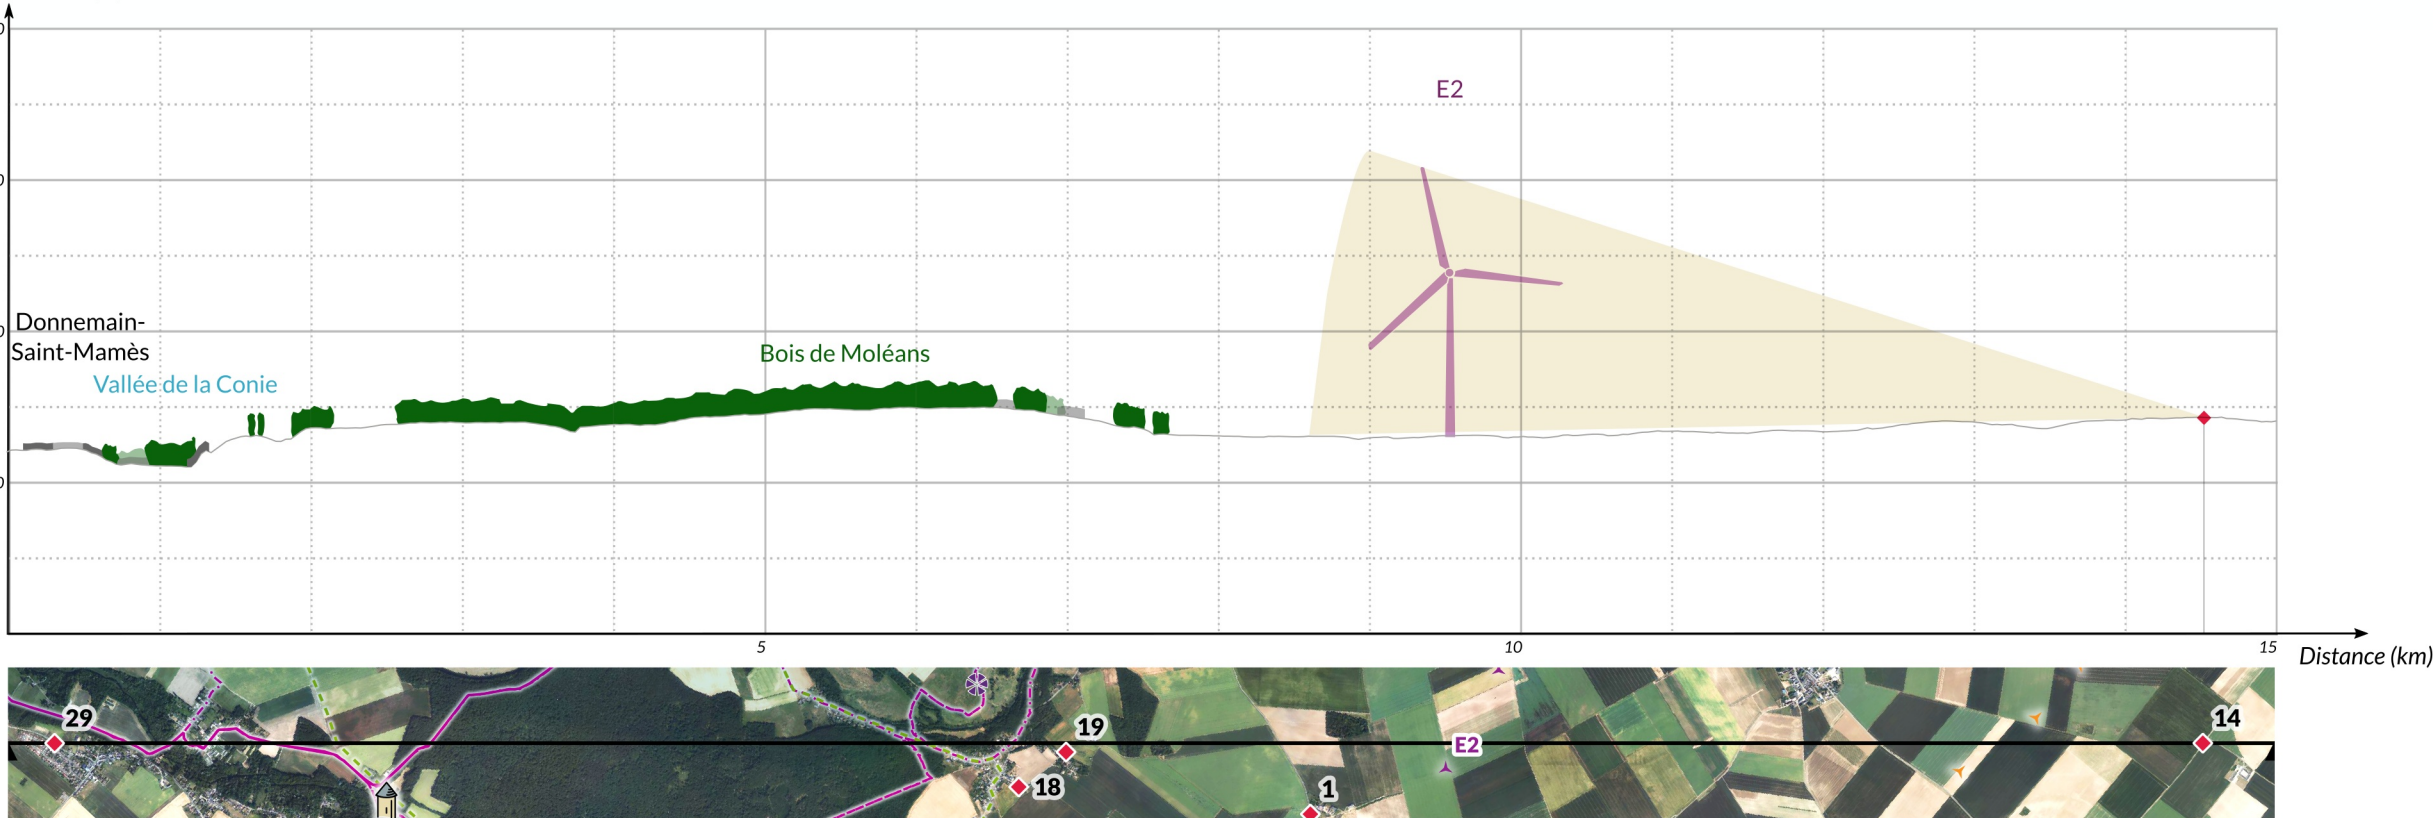 E2
Donnemain-
Saint-Mamès
Vallée de la Conie
Bois de Moléans
5
10
15
Distance (km)
29
19
18
1
E2
14